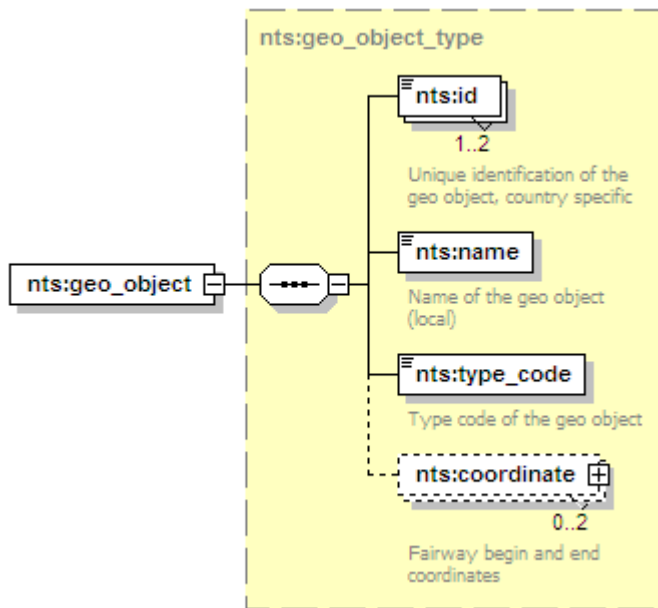 nts:geo_object_type
nts:id
1..2
Unique identification of the
geo object, country specific
nts:name
Name of the geo object
(local)
nts:geo_object
nts:type_code
Type code of the geo object
nts:coordinate
0..2
Fairway begin and end
coordinates